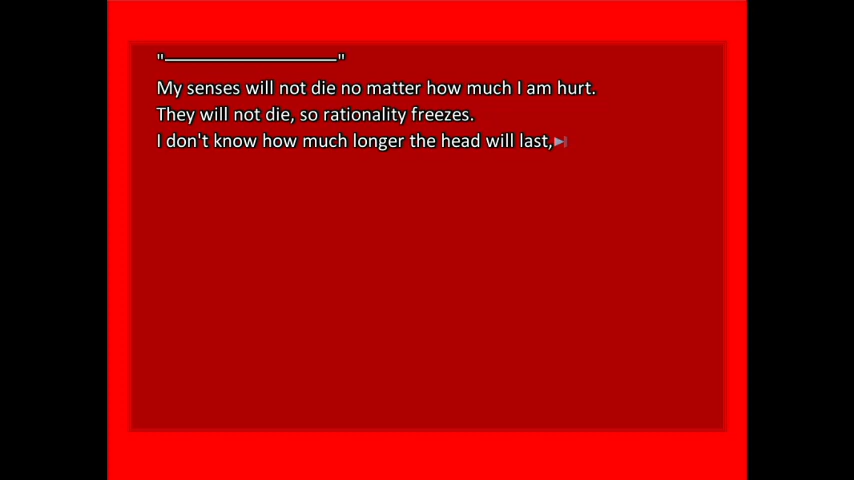 "―――――――――――"
My senses will not die no matter how much I am hurt.
They will not die, so rationality freezes.
I don't know how much longer the head will last,